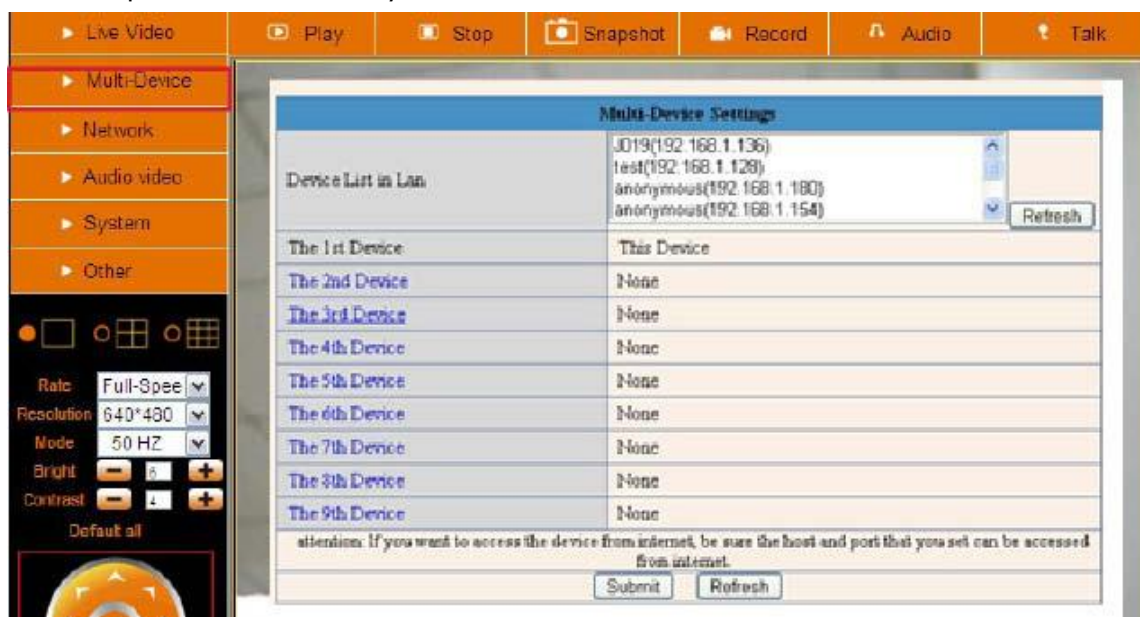 Live Video
Play
Stop
Snapshot
Record
Audio
Talk
Multi-Device
Network
Audio video
System
Other
Rate Full-Spee
Resolution 640*480
Mode 50 HZ
Bright 6
Contrast 4
Default all
Multi-Device Settings
Device List in Lan
J019(192.168.1.136)
test(192.168.1.128)
anonymous(192.168.1.180)
anonymous(192.168.1.154)
Refresh
The 1st Device This Device
The 2nd Device None
The 3rd Device None
The 4th Device None
The 5th Device None
The 6th Device None
The 7th Device None
The 8th Device None
The 9th Device None
attention: If you want to access the device from internet, be sure the host and port that you set can be accessed
from internet.
Submit Refresh